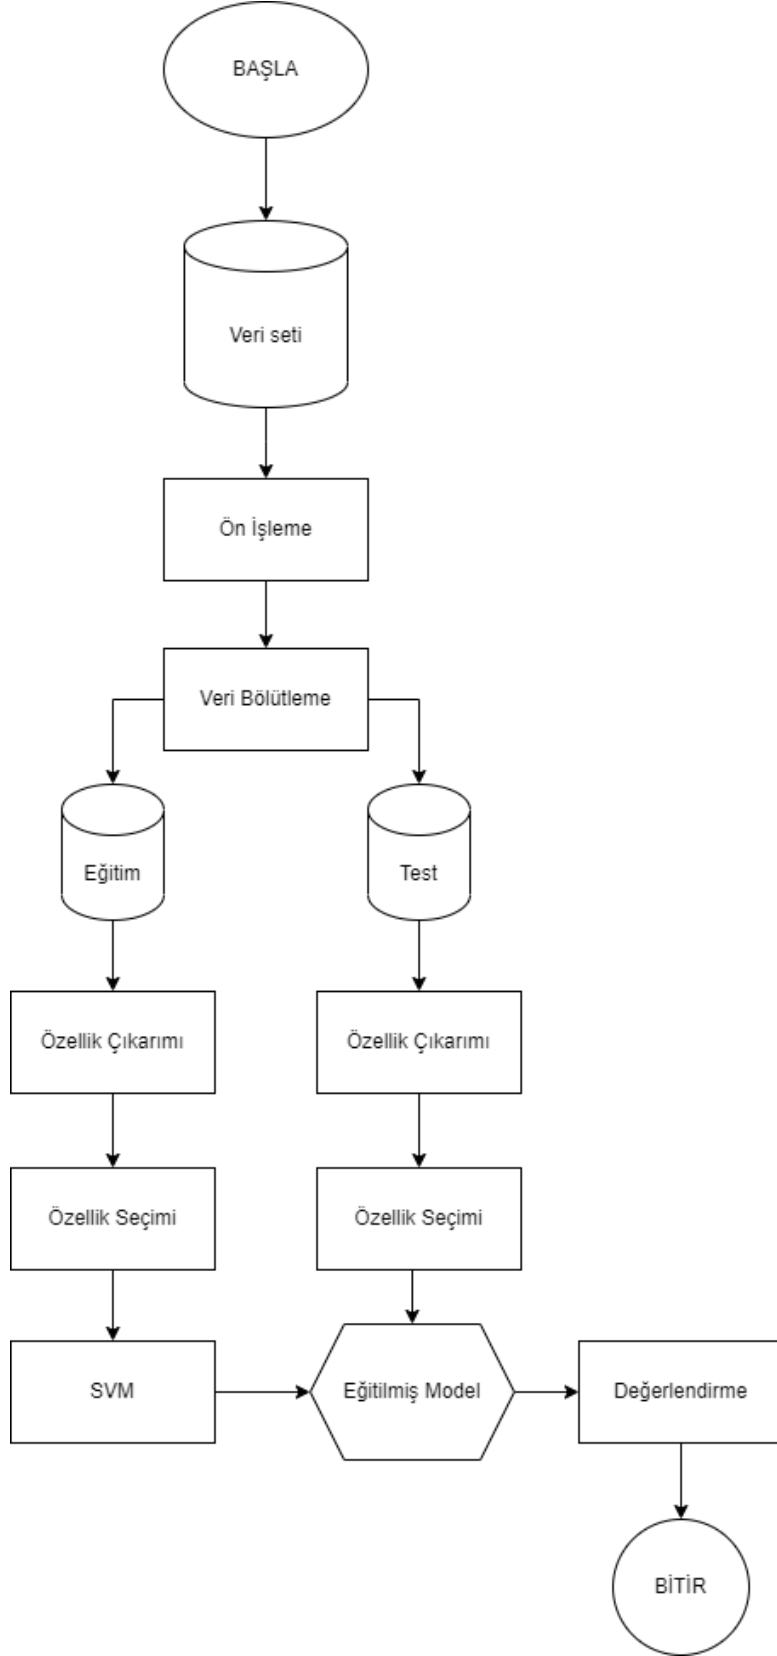 BAŞLA
Veri seti
Ön İşleme
Veri Bölütleme
Eğitim
Test
Özellik Çıkarımı
Özellik Çıkarımı
Özellik Seçimi
Özellik Seçimi
SVM
Eğitilmiş Model
Değerlendirme
BİTİR